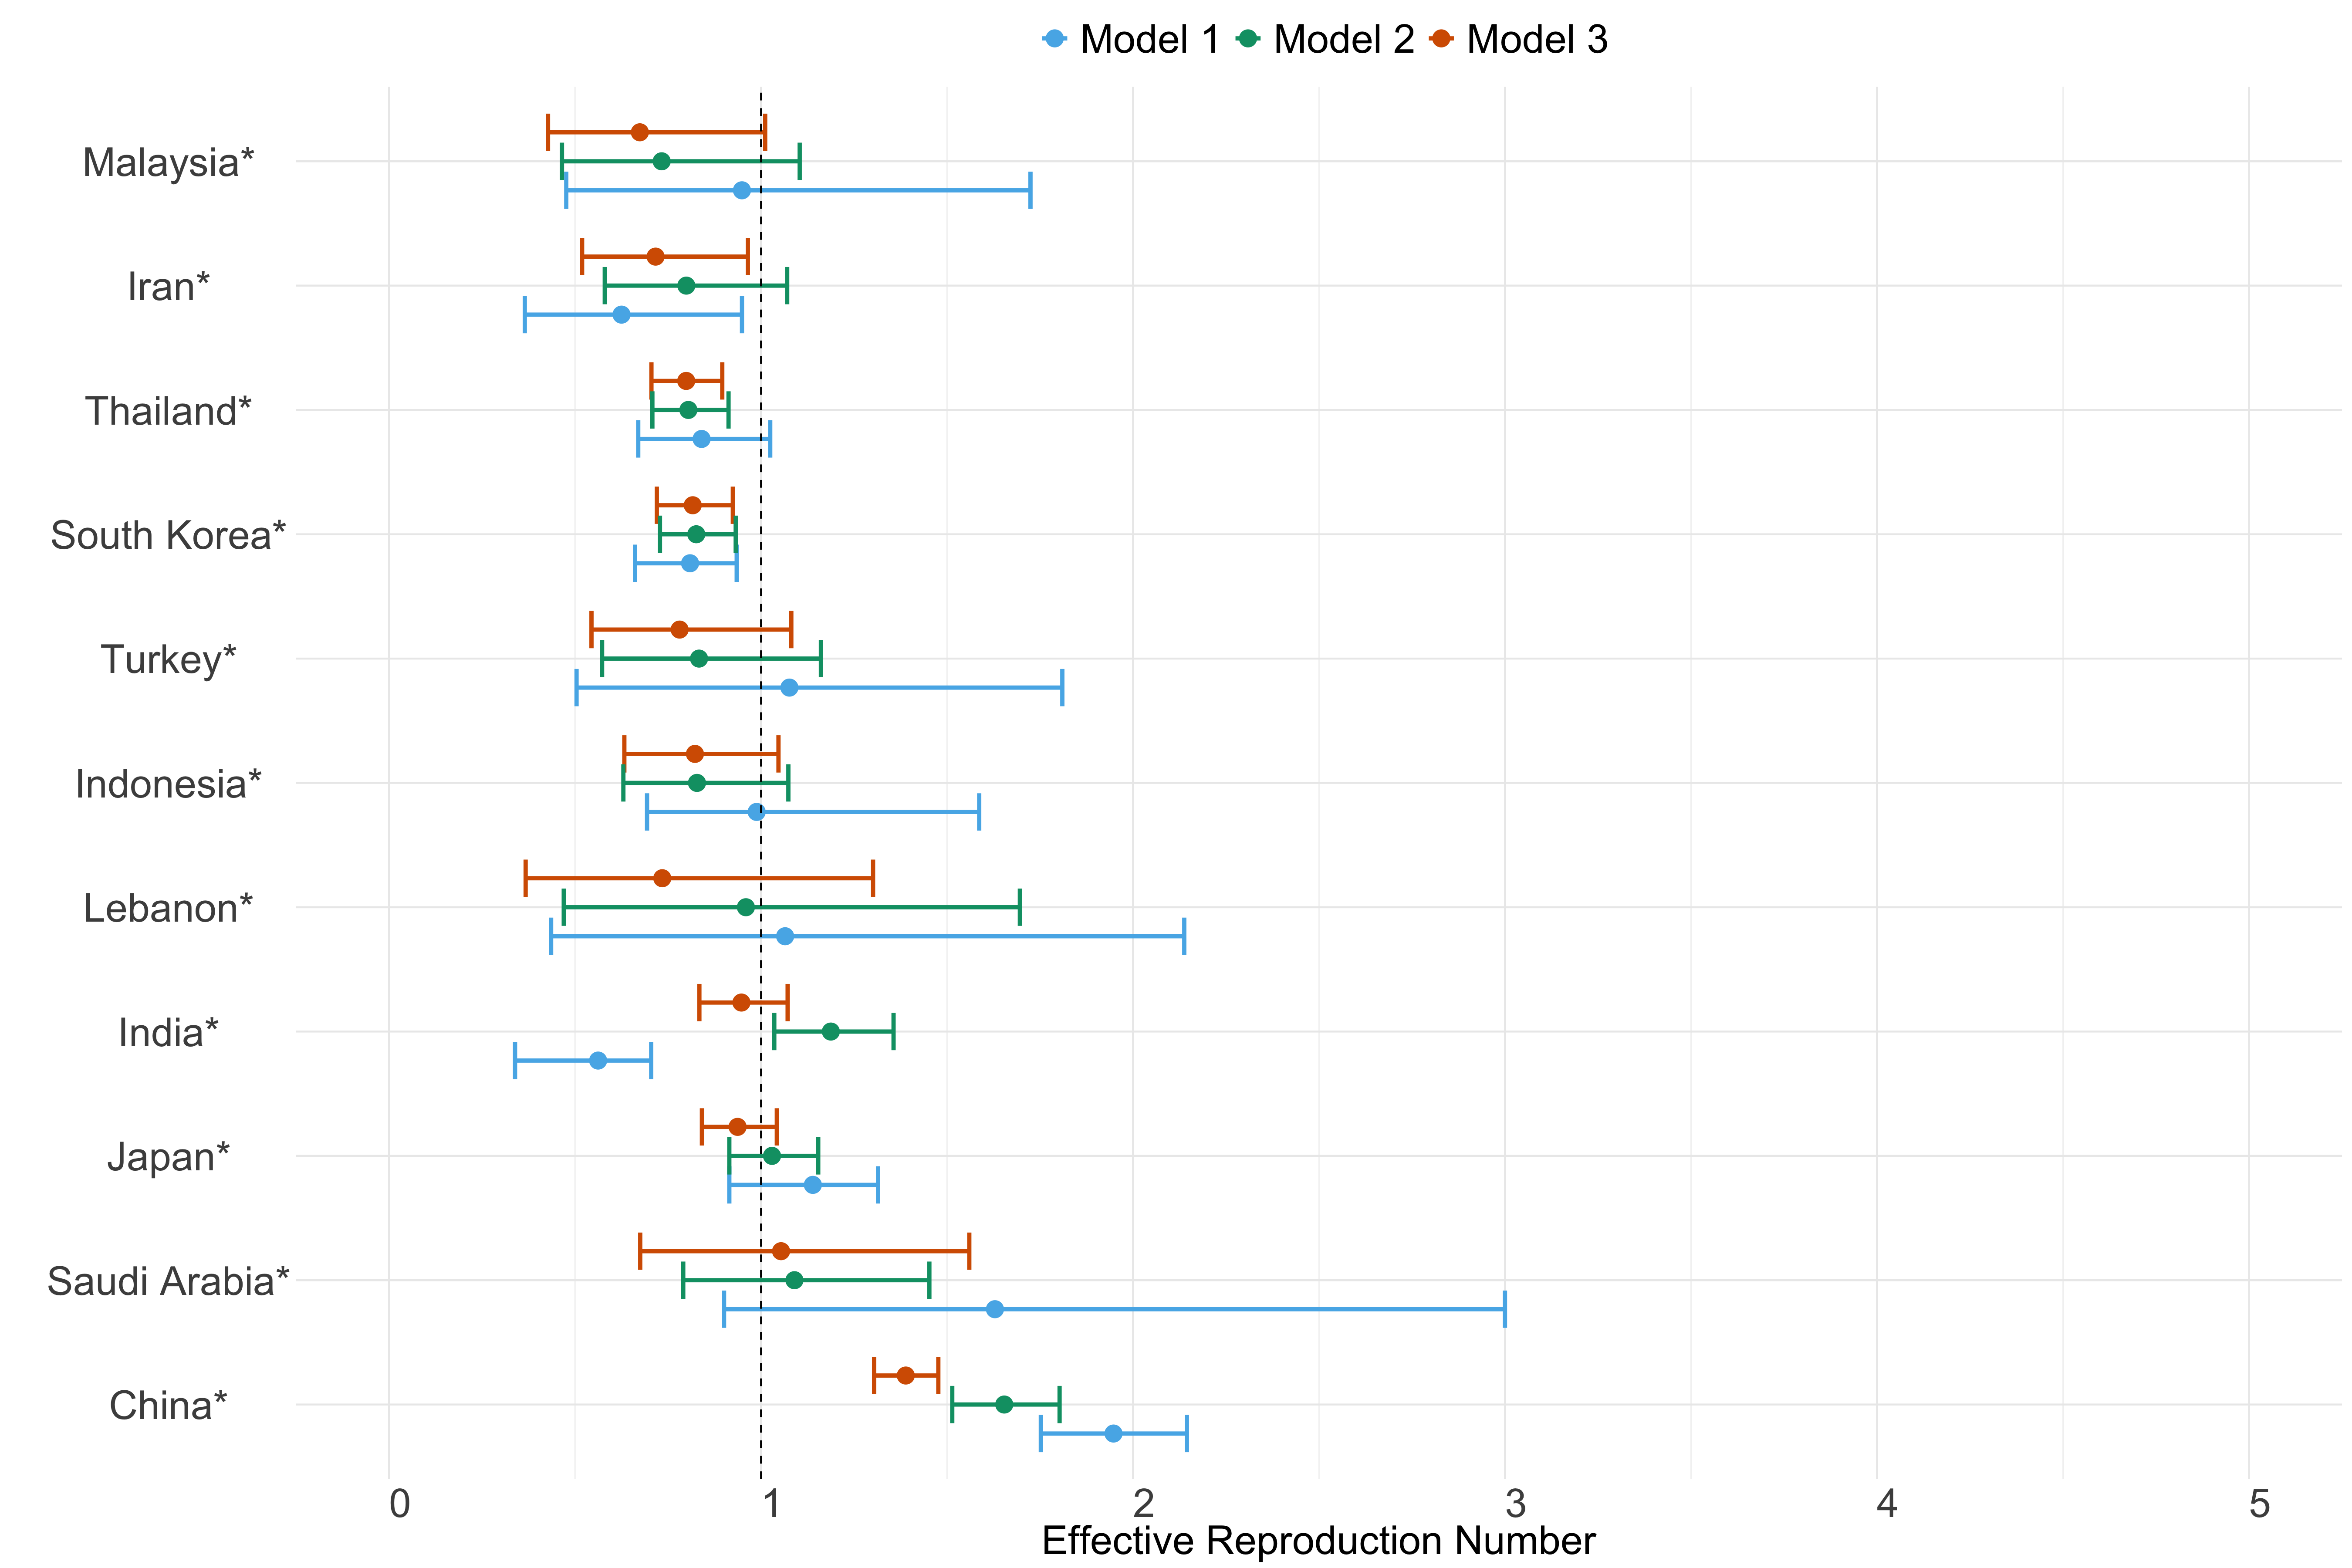 Model 1 Model 2 Model 3
Malaysia*
Iran*
Thailand*
South Korea*
Turkey*
Indonesia*
Lebanon*
India*
Japan*
Saudi Arabia*
China*
0 1 2 3 4 5
Effective Reproduction Number